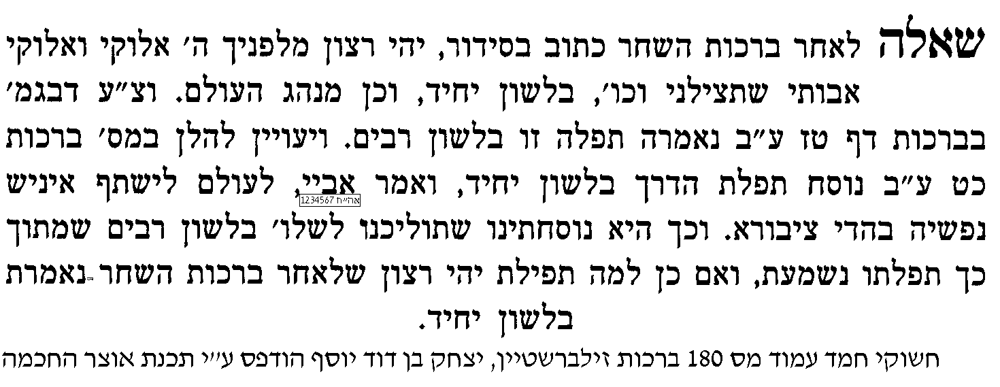 שאלה לאחר ברכות השחר כתוב בסידור, יהי רצון מלפניך ה׳ אלוקי ואלוקי
אבותי שתצילני וכו׳, בלשון יחיד, וכן מנהג העולם. וצ״ע דבגמ׳
בברכות דף טז ע״ב נאמרה תפלה זו בלשון רבים. ויעויין להלן במס׳ ברכות
כט ע״ב נוסח תפלת הדרך בלשון יחיד, ואמר אביי, לעולם לישתף איניש
אה״ח 1234567
נפשיה בהדי ציבורא. וכך היא נוסחתינו שתוליכנו לשלו׳ בלשון רבים שמתוך
כך תפלתו נשמעת, ואם כן למה תפילת יהי רצון שלאחר ברכות השחר נאמרת
בלשון יחיד.
חשוקי חמד עמוד מס 180 ברכות זילברשטיין, יצחק בן דוד יוסף הודפס ע״י תכנת אוצר החכמה